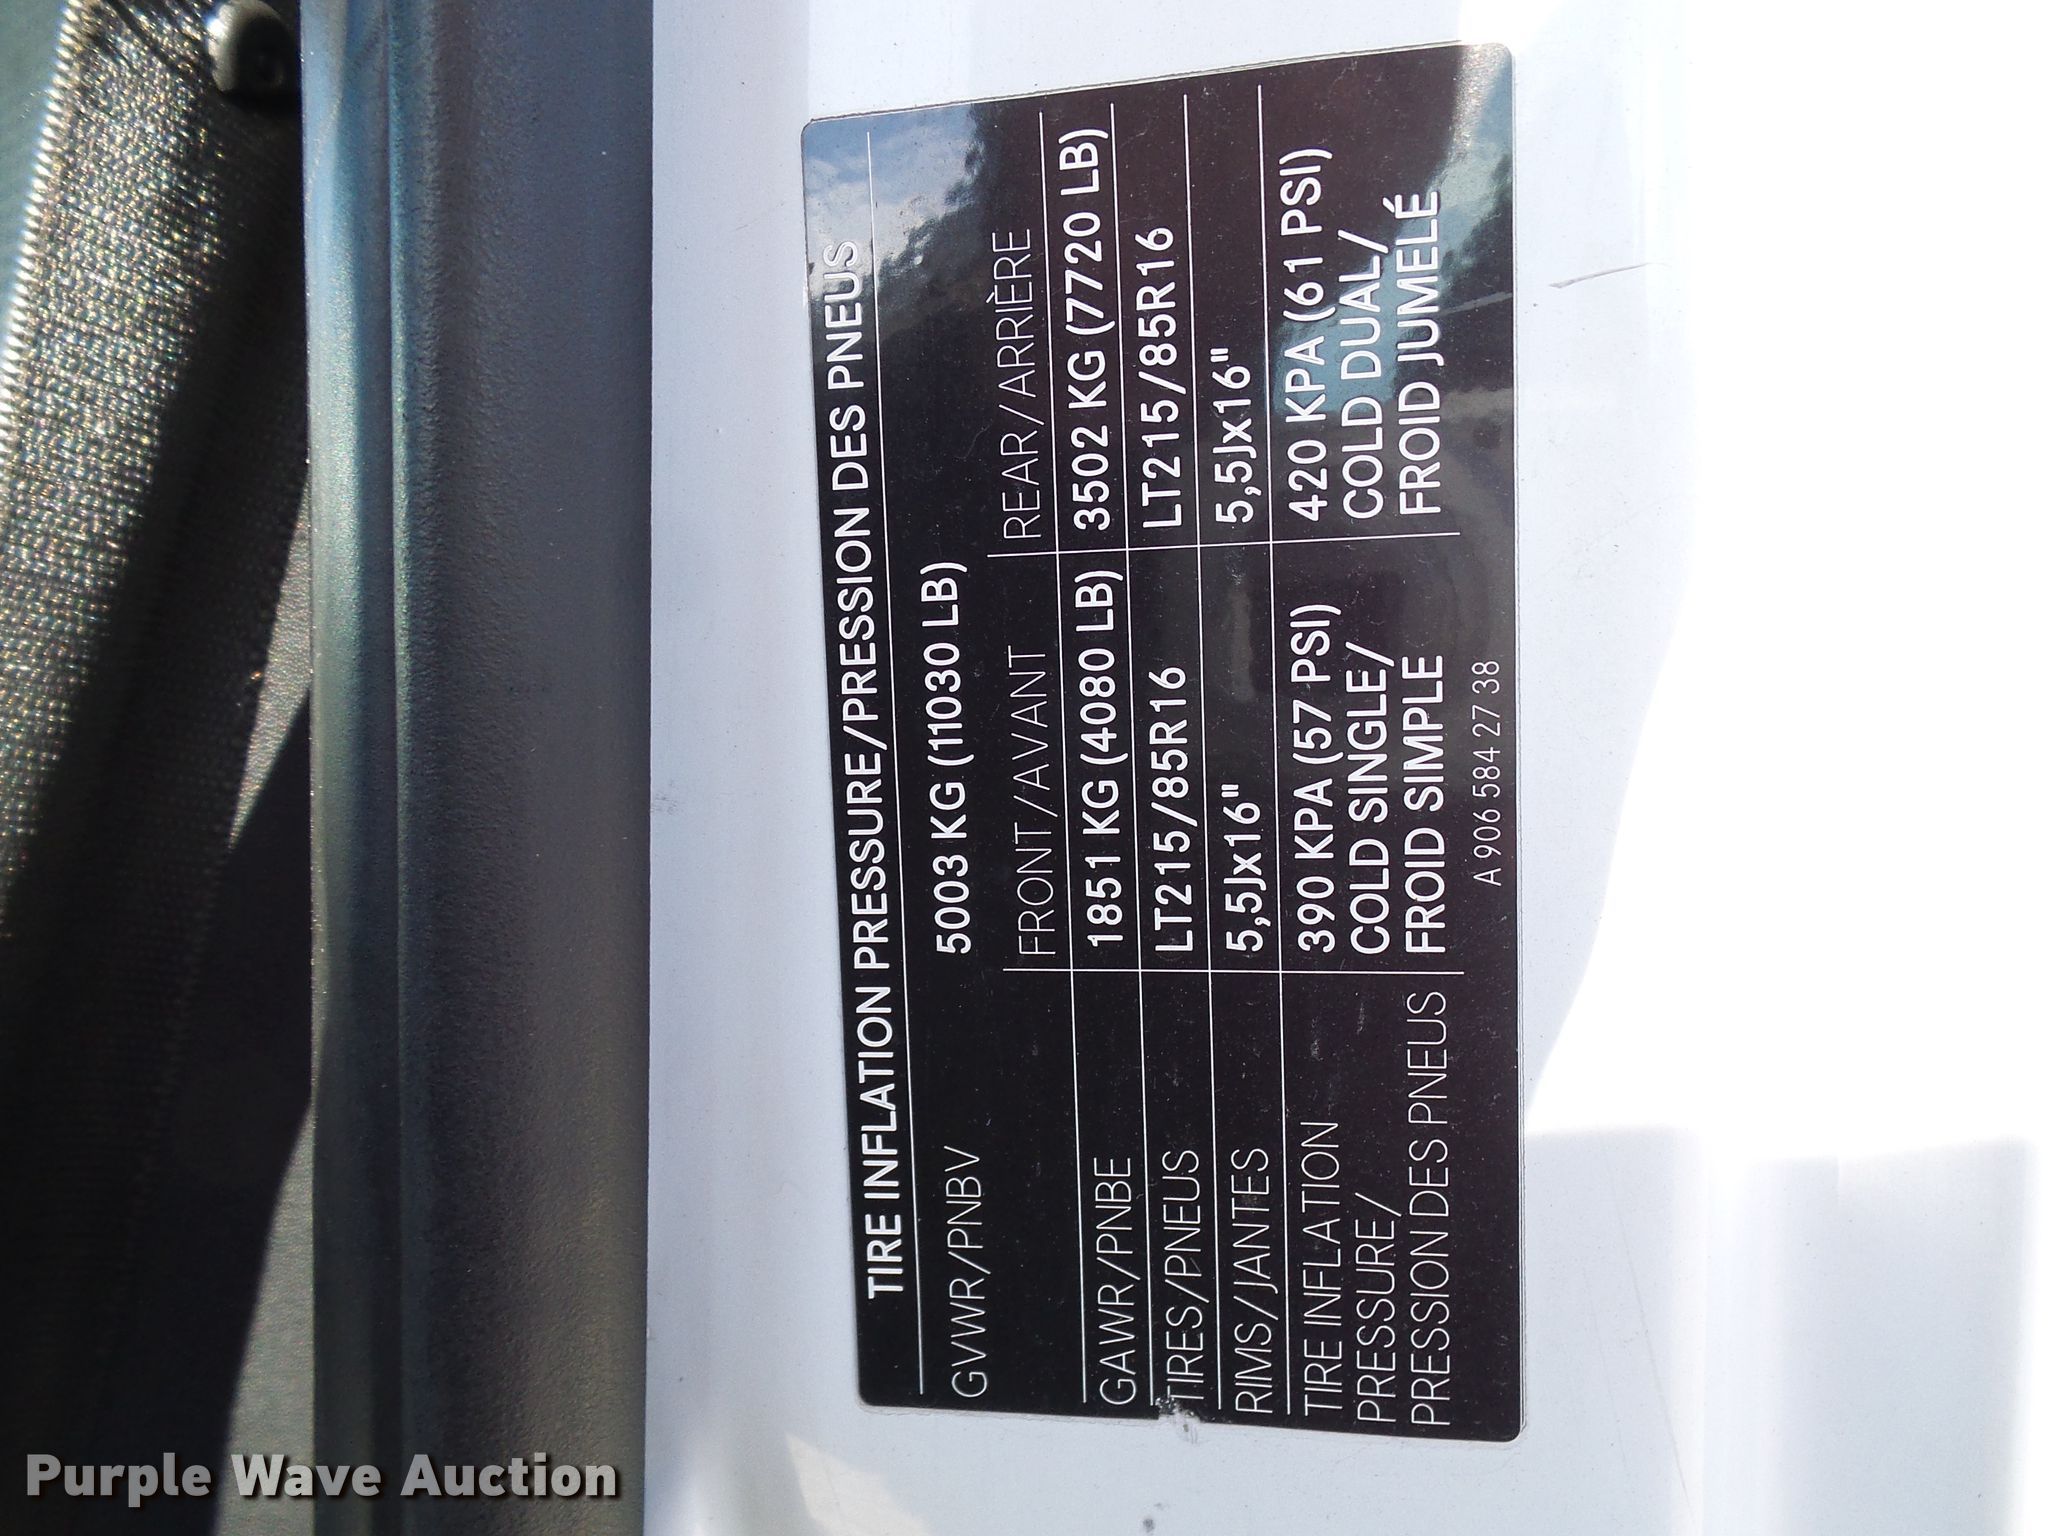 TIRE INFLATION PRESSURE/PRESSION DES PNEUS
GVWR/PNBV 5003 KG (11030 LB)
FRONT/AVANT REAR/ARRIÈRE
GAWR/PNBE 1851 KG (4080 LB) 3502 KG (7720 LB)
TIRES/PNEUS LT215/85R16 LT215/85R16
RIMS/JANTES 5,5Jx16" 5,5Jx16"
TIRE INFLATION 390 KPA (57 PSI) 420 KPA (61 PSI)
PRESSURE/ COLD SINGLE/ COLD DUAL/
PRESSION DES PNEUS FROID SIMPLE FROID JUMELÉ
A 906 584 27 38
Purple Wave Auction